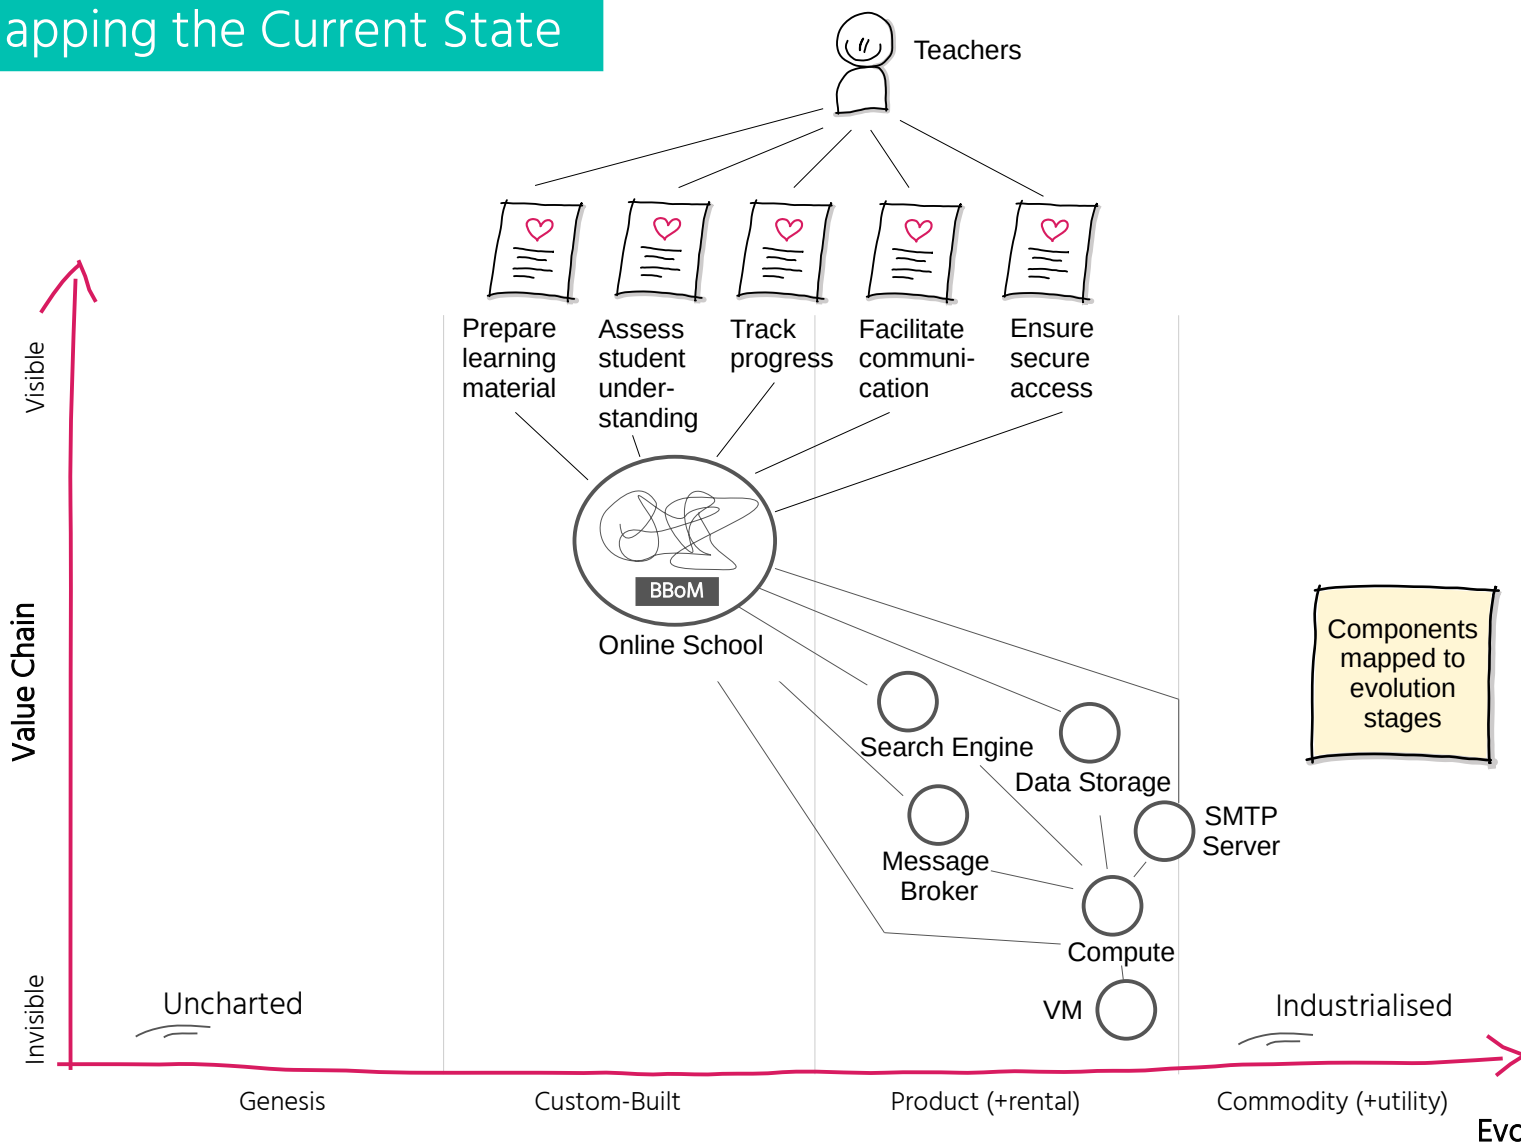 apping the Current State
Teachers
Prepare
learning
material
Assess
student
under-
standing
Track
progress
Facilitate
communi-
cation
Ensure
secure
access
Visible
BBoM
Online School
Components
mapped to
evolution
stages
Value Chain
Search Engine
Data Storage
SMTP
Server
Message
Broker
Compute
VM
Invisible
Uncharted
Industrialised
Genesis
Custom-Built
Product (+rental)
Commodity (+utility)
Evo